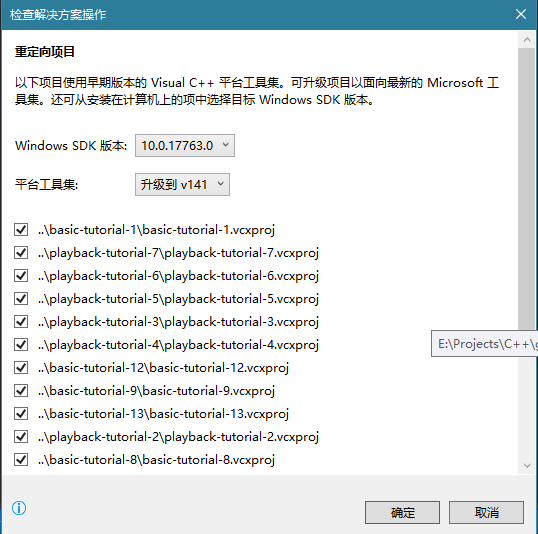 检查解决方案操作
重定向项目
以下项目使用早期版本的 Visual C++ 平台工具集。可升级项目以面向最新的 Microsoft 工
具集。还可从安装在计算机上的项中选择目标 Windows SDK 版本。
Windows SDK 版本: 10.0.17763.0
平台工具集: 升级到 v141
..\basic-tutorial-1\basic-tutorial-1.vcxproj
..\playback-tutorial-7\playback-tutorial-7.vcxproj
..\playback-tutorial-6\playback-tutorial-6.vcxproj
..\playback-tutorial-5\playback-tutorial-5.vcxproj
..\playback-tutorial-3\playback-tutorial-3.vcxproj
..\playback-tutorial-4\playback-tutorial-4.vcxproj
E:\Projects\C++\g
..\basic-tutorial-12\basic-tutorial-12.vcxproj
..\basic-tutorial-9\basic-tutorial-9.vcxproj
..\basic-tutorial-13\basic-tutorial-13.vcxproj
..\playback-tutorial-2\playback-tutorial-2.vcxproj
..\basic-tutorial-8\basic-tutorial-8.vcxproj
确定 取消